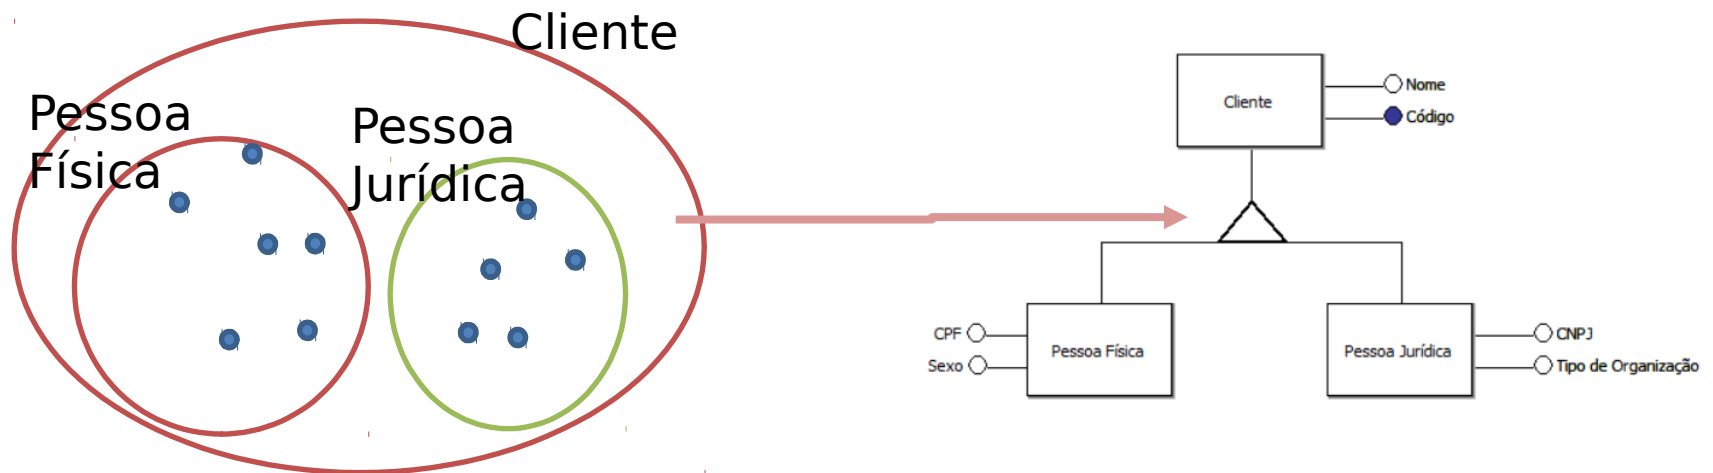 Cliente
Pessoa
Física
Pessoa
Jurídica
Cliente
Nome
Código
CPF
Sexo
Pessoa Física
Pessoa Jurídica
CNPJ
Tipo de Organização